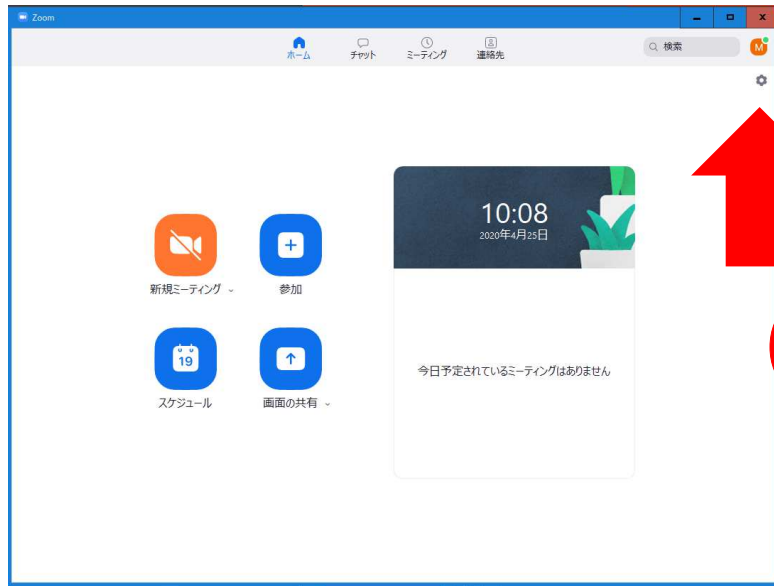 Zoom
ホーム
チャット
ミーティング
連絡先
検索
M
10:08
2020年4月25日
新規ミーティング
参加
19
スケジュール
画面の共有
今日予定されているミーティングはありません